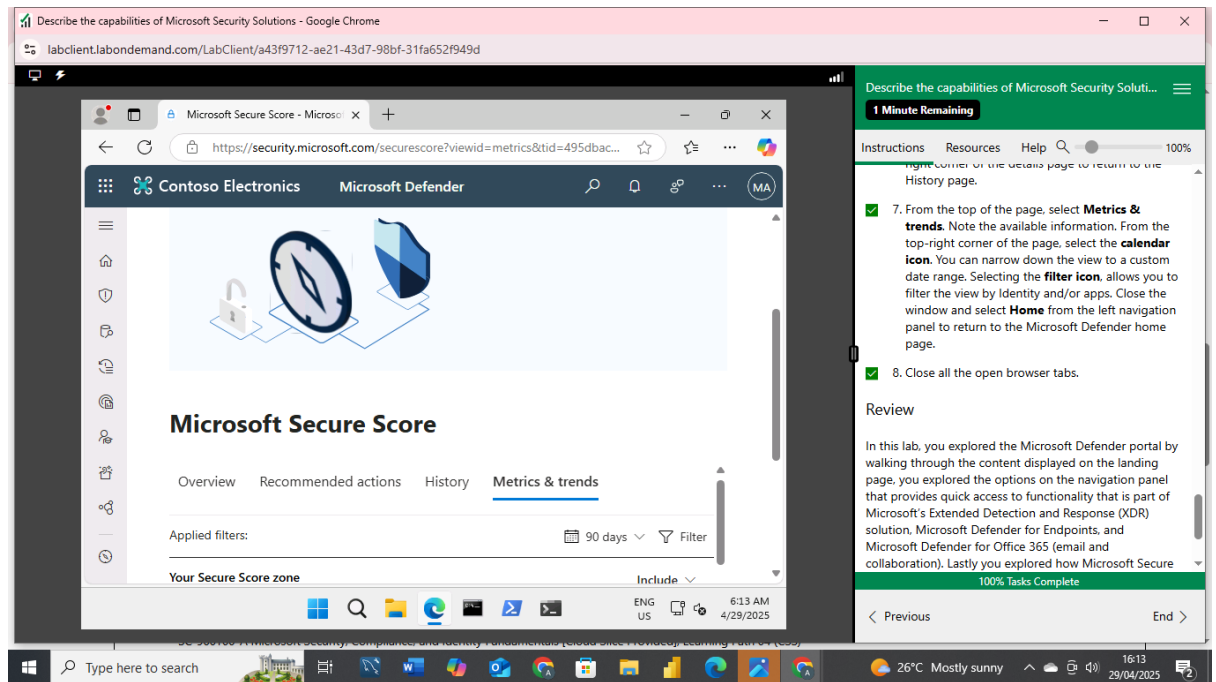 Describe the capabilities of Microsoft Security Solutions - Google Chrome
labclient.labondemand.com/LabClient/a43f9712-ae21-43d7-98bf-31fa652f949d
Microsoft Secure Score - Microsof
https://security.microsoft.com/securescore?viewid=metrics&tid=495dbac...
Contoso Electronics
Microsoft Defender
MA
Microsoft Secure Score
Overview
Recommended actions
History
Metrics & trends
Applied filters:
90 days
Filter
Your Secure Score zone
Include
ENG
US
6:13 AM
4/29/2025
Describe the capabilities of Microsoft Security Soluti...
1 Minute Remaining
Instructions
Resources
Help
100%
right corner of the details page to return to the
History page.
7. From the top of the page, select Metrics &
trends. Note the available information. From the
top-right corner of the page, select the calendar
icon. You can narrow down the view to a custom
date range. Selecting the filter icon, allows you to
filter the view by Identity and/or apps. Close the
window and select Home from the left navigation
panel to return to the Microsoft Defender home
page.
8. Close all the open browser tabs.
Review
In this lab, you explored the Microsoft Defender portal by
walking through the content displayed on the landing
page, you explored the options on the navigation panel
that provides quick access to functionality that is part of
Microsoft's Extended Detection and Response (XDR)
solution, Microsoft Defender for Endpoints, and
Microsoft Defender for Office 365 (email and
collaboration). Lastly you explored how Microsoft Secure
100% Tasks Complete
Previous
End
Type here to search
26°C Mostly sunny
16:13
29/04/2025
2